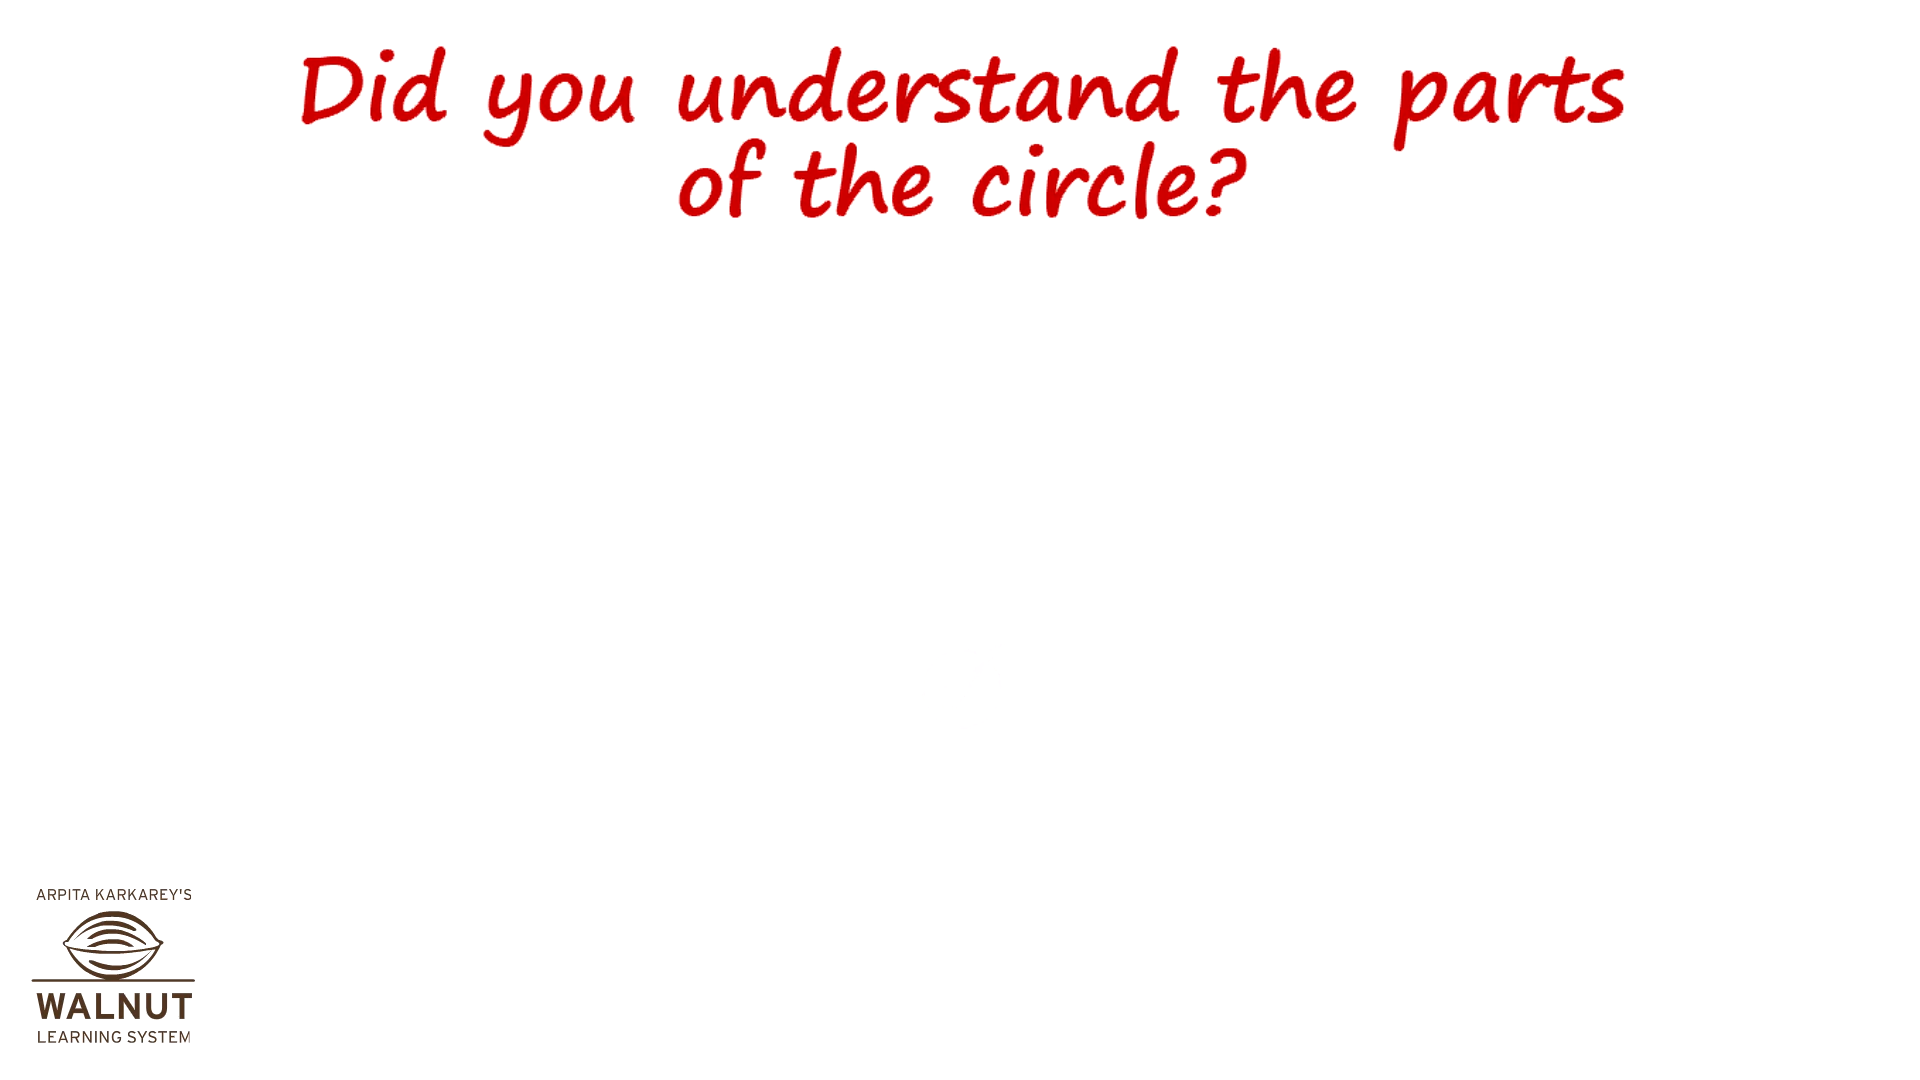 Did you understand the parts
of the circle?
ARPITA KARKAREY'S
WALNUT
LEARNING SYSTEM